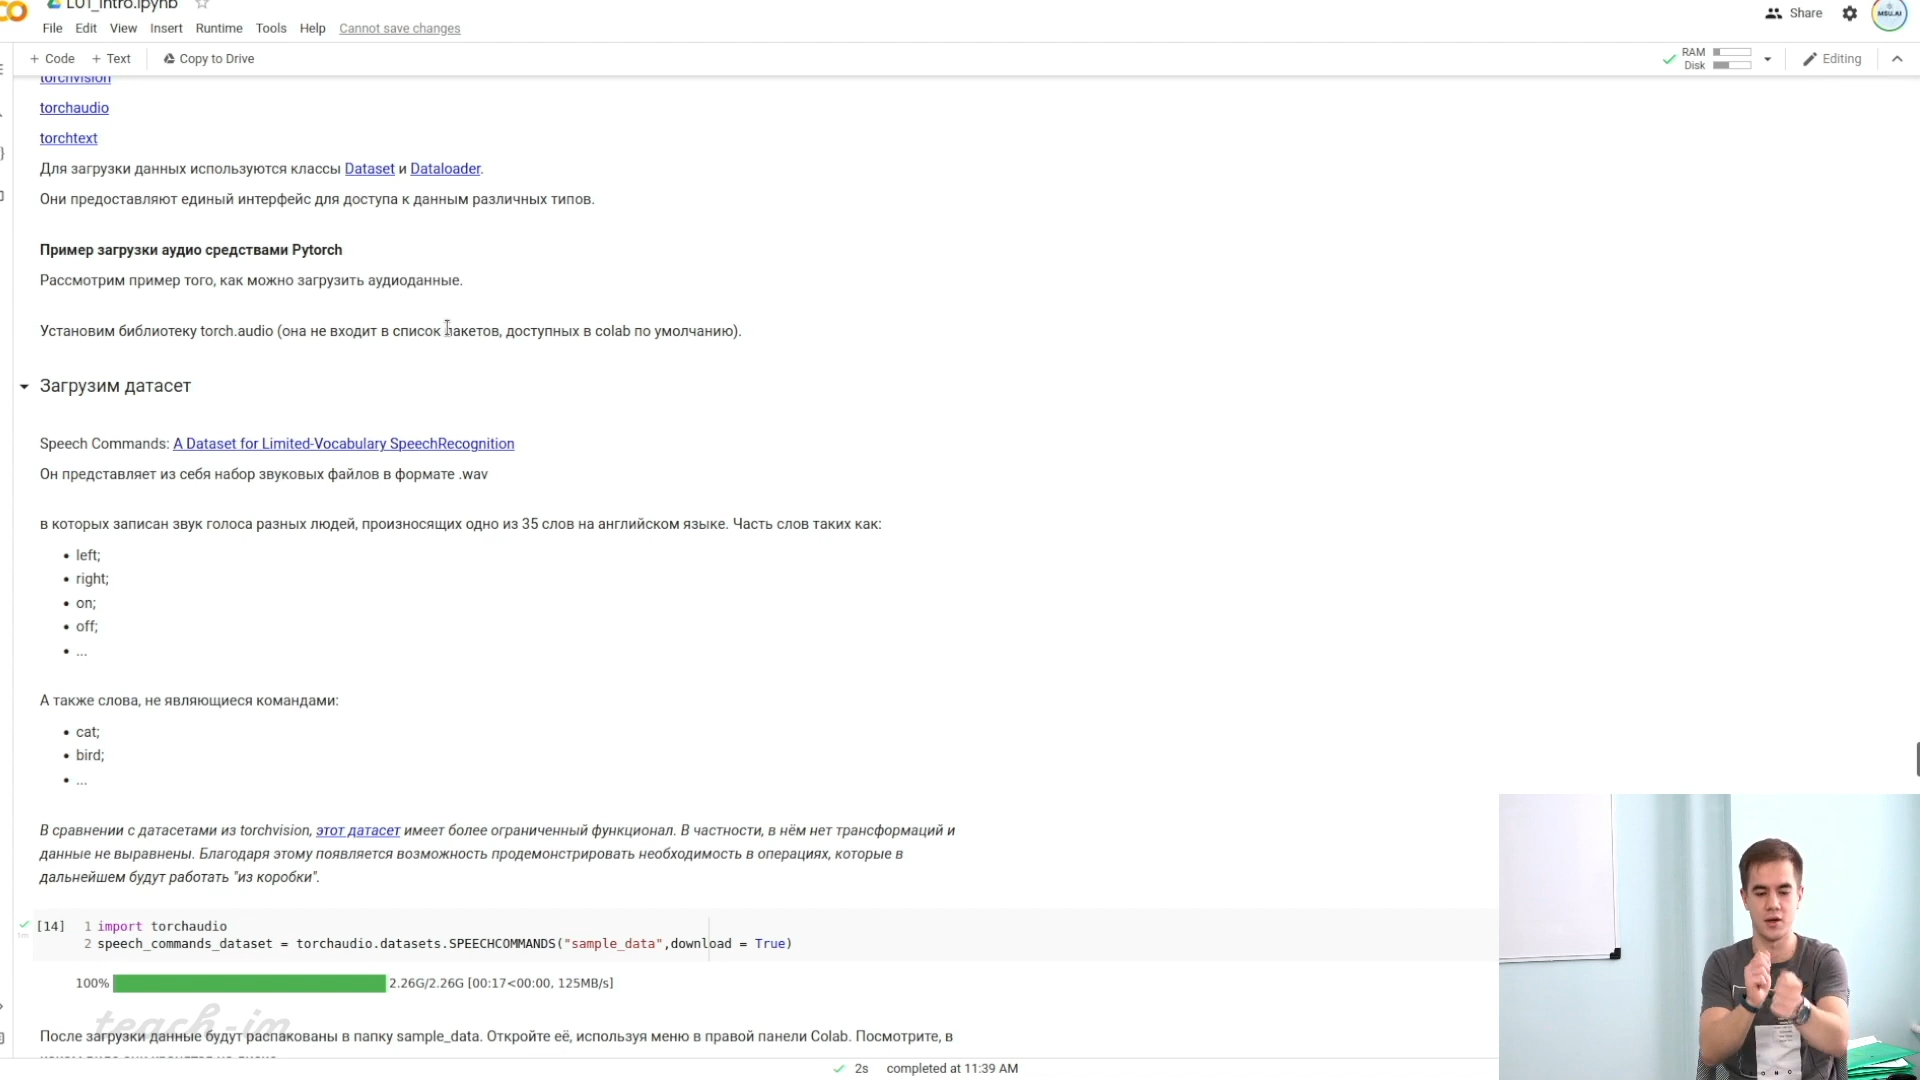 L01_Intro.ipynb
File Edit View Insert Runtime Tools Help Cannot save changes
Share
MSU.AI
+ Code + Text Copy to Drive
RAM
Disk
Editing
torchvision
torchaudio
torchtext
Для загрузки данных используются классы Dataset и Dataloader.
Они предоставляют единый интерфейс для доступа к данным различных типов.
Пример загрузки аудио средствами Pytorch
Рассмотрим пример того, как можно загрузить аудиоданные.
Установим библиотеку torch.audio (она не входит в список пакетов, доступных в colab по умолчанию).
Загрузим датасет
Speech Commands: A Dataset for Limited-Vocabulary SpeechRecognition
Он представляет из себя набор звуковых файлов в формате .wav
в которых записан звук голоса разных людей, произносящих одно из 35 слов на английском языке. Часть слов таких как:
• left;
• right;
• on;
• off;
• ...
А также слова, не являющиеся командами:
• cat;
• bird;
• ...
В сравнении с датасетами из torchvision, этот датасет имеет более ограниченный функционал. В частности, в нём нет трансформаций и
данные не выравнены. Благодаря этому появляется возможность продемонстрировать необходимость в операциях, которые в
дальнейшем будут работать "из коробки".
[14] 1 import torchaudio
1m
2 speech_commands_dataset = torchaudio.datasets.SPEECHCOMMANDS("sample_data",download = True)
100% 2.26G/2.26G [00:17<00:00, 125MB/s]
teach-in
После загрузки данные будут распакованы в папку sample_data. Откройте её, используя меню в правой панели Colab. Посмотрите, в
2s completed at 11:39 AM